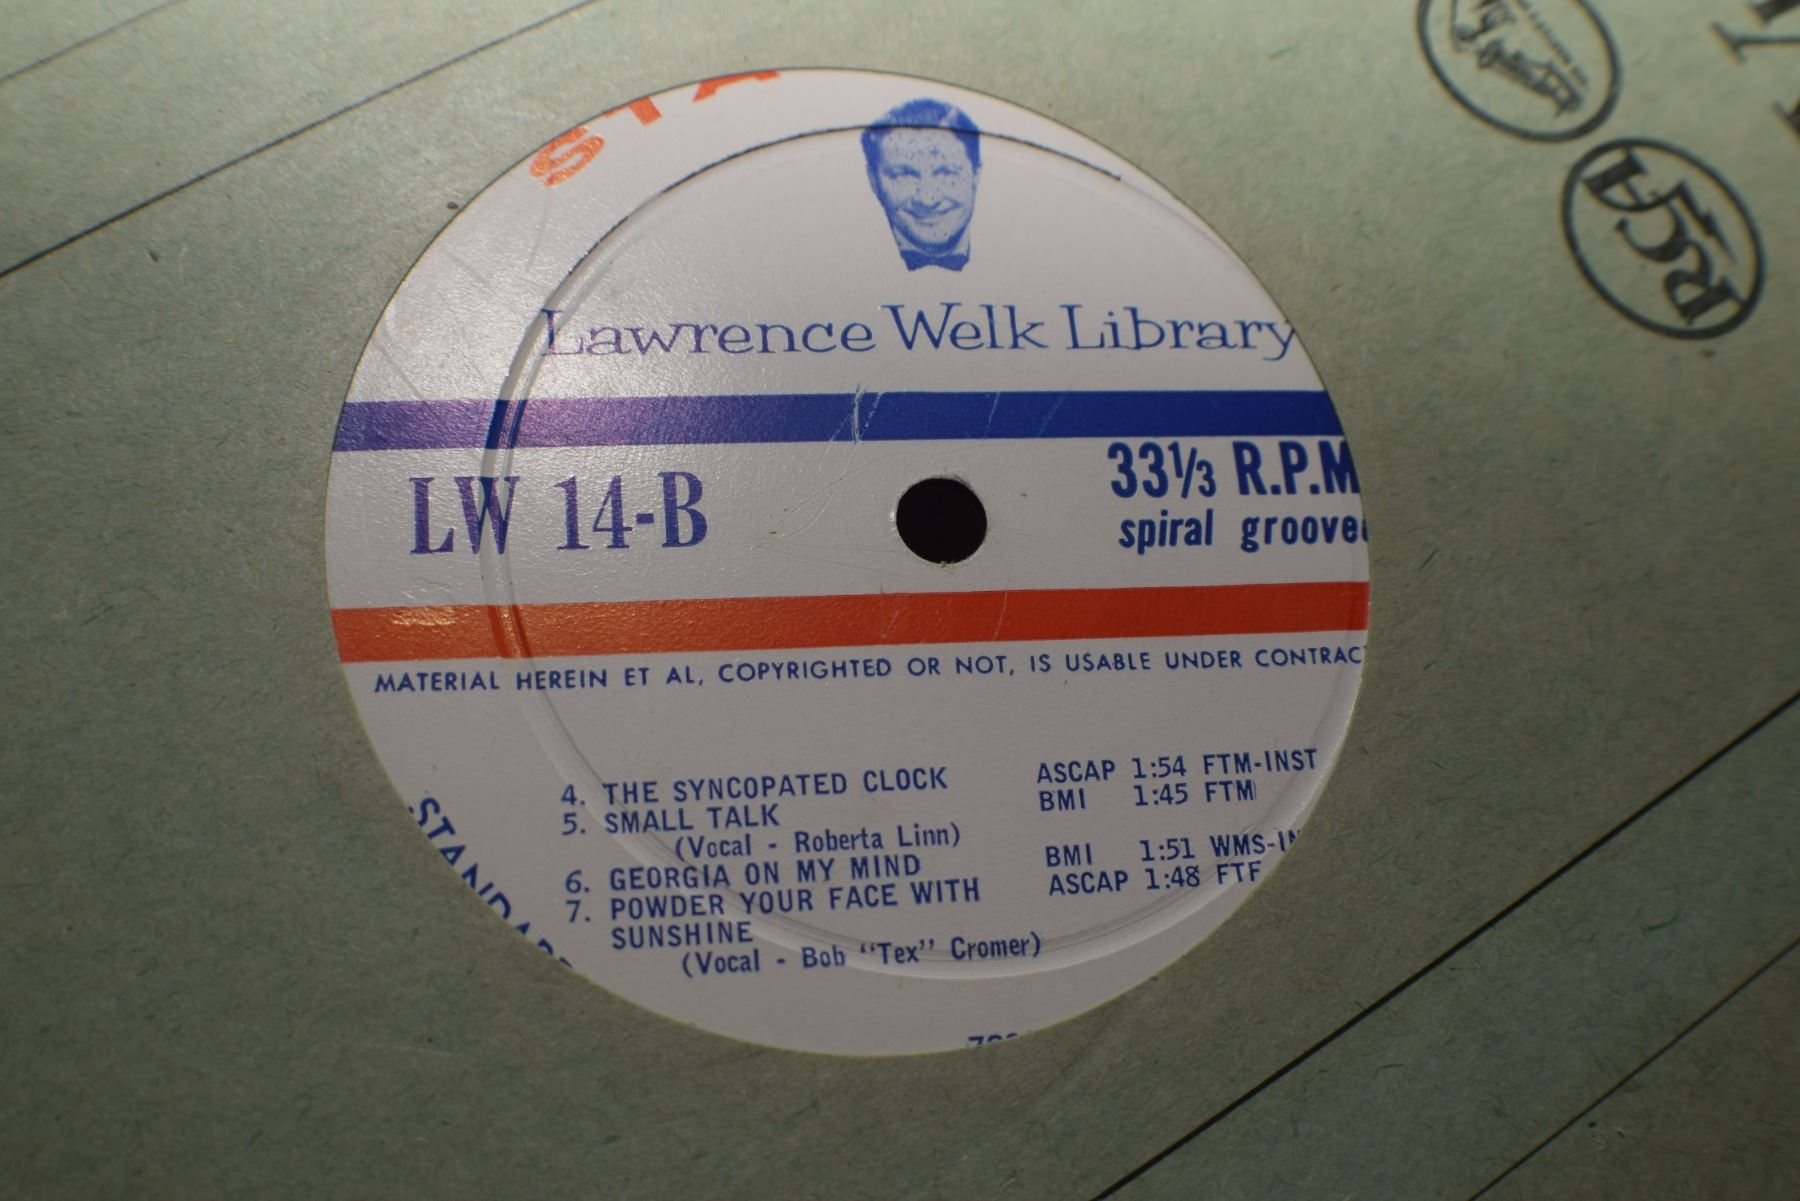 STA
Lawrence Welk Library
LW 14-B
33⅓ R.P.M
spiral groove
MATERIAL HEREIN ET AL, COPYRIGHTED OR NOT, IS USABLE UNDER CONTRAC
4. THE SYNCOPATED CLOCK ASCAP 1:54 FTM-INST
5. SMALL TALK BMI 1:45 FTM
(Vocal - Roberta Linn)
6. GEORGIA ON MY MIND BMI 1:51 WMS-IN
7. POWDER YOUR FACE WITH ASCAP 1:48 FTF
SUNSHINE
(Vocal - Bob “Tex” Cromer)
STANDAR
RCA